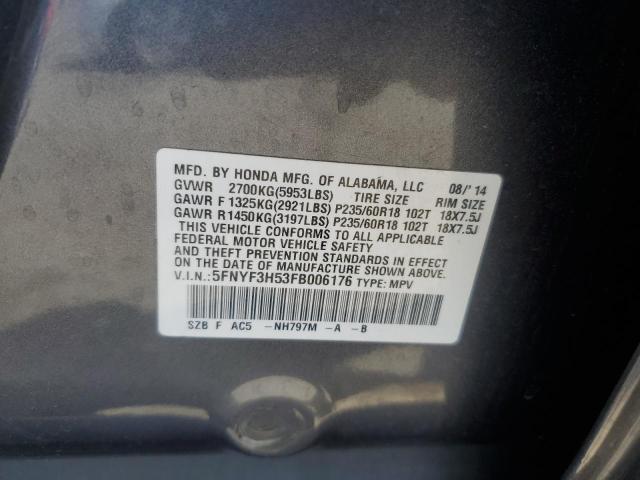 MFD. BY HONDA MFG. OF ALABAMA, LLC 08/'14
GVWR 2700KG(5953LBS) TIRE SIZE RIM SIZE
GAWR F 1325KG(2921LBS) P235/60R18 102T 18X7.5J
GAWR R1450KG(3197LBS) P235/60R18 102T 18X7.5J
THIS VEHICLE CONFORMS TO ALL APPLICABLE
FEDERAL MOTOR VEHICLE SAFETY
AND THEFT PREVENTION STANDARDS IN EFFECT
ON THE DATE OF MANUFACTURE SHOWN ABOVE.
V.I.N.:5FNYF3H53FB006176 TYPE: MPV
SZB F AC5 -NH797M -A -B